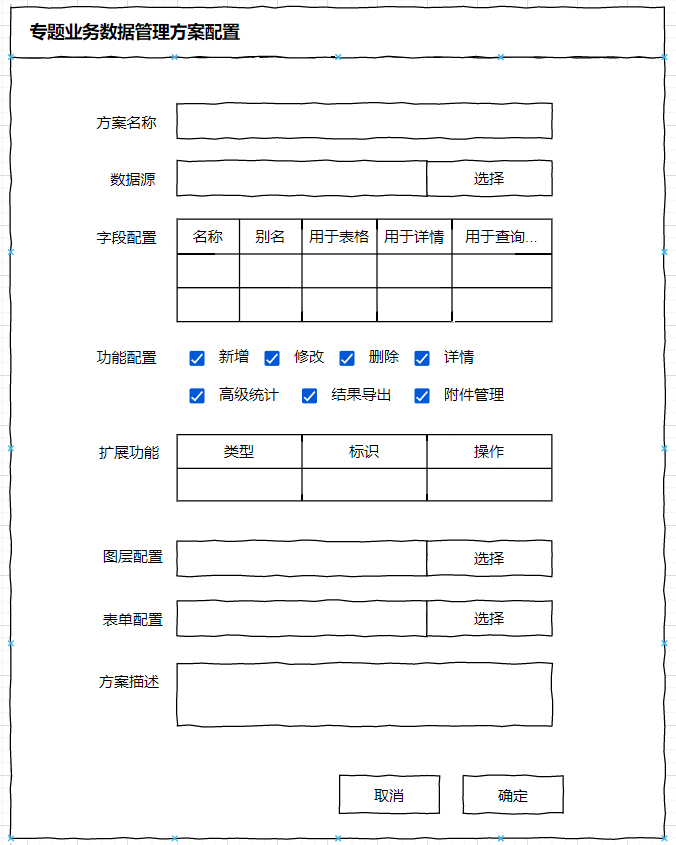 专题业务数据管理方案配置
方案名称
数据源 选择
字段配置 名称 别名 用于表格 用于详情 用于查询...
功能配置 新增 修改 删除 详情
高级统计 结果导出 附件管理
扩展功能 类型 标识 操作
图层配置 选择
表单配置 选择
方案描述
取消 确定